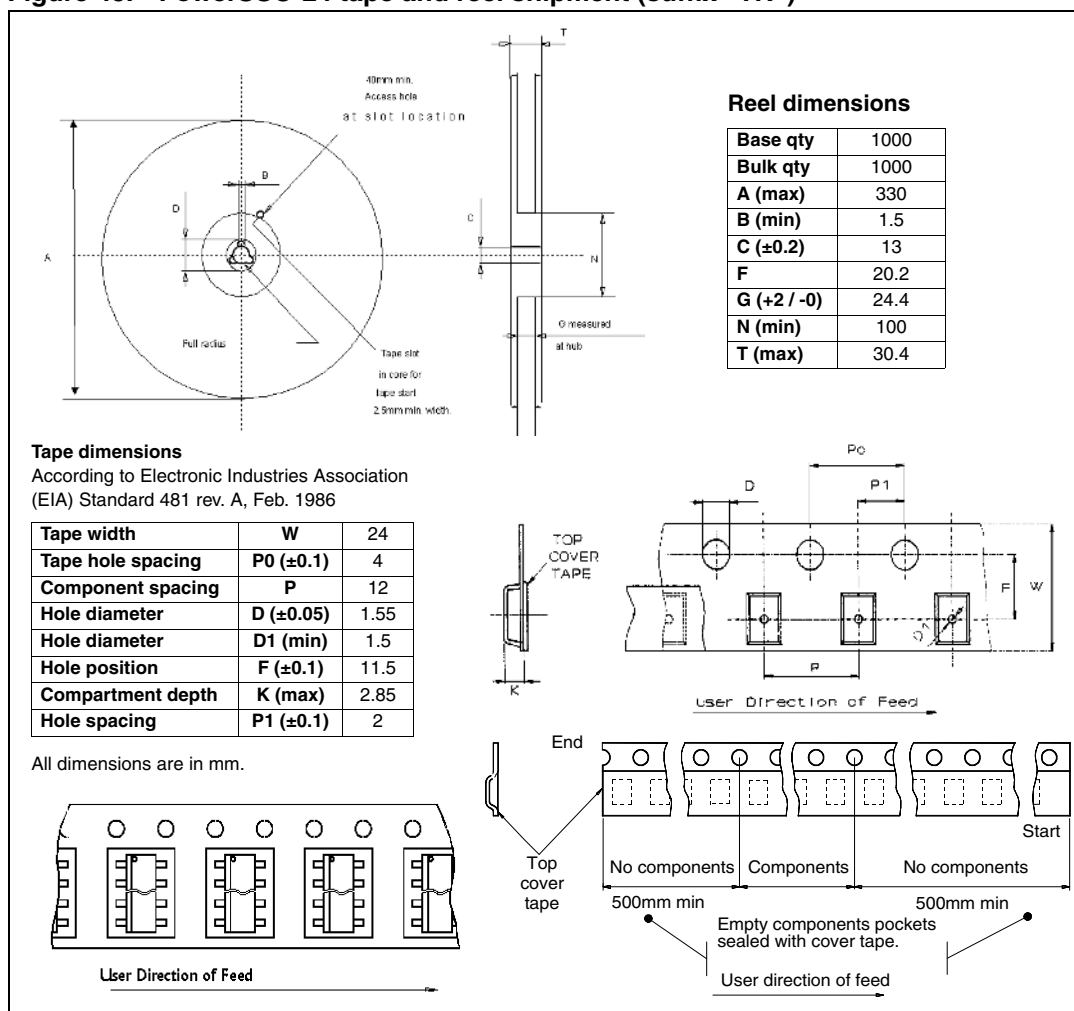 T
40mm min.
Access hole
at slot location
B
D
A
C
N
Full radius
Tape slot
in core for
tape start
2.5mm min. width.
G measured
at hub
Reel dimensions
Base qty 1000
Bulk qty 1000
A (max) 330
B (min) 1.5
C (±0.2) 13
F 20.2
G (+2 / -0) 24.4
N (min) 100
T (max) 30.4
Tape dimensions
According to Electronic Industries Association
(EIA) Standard 481 rev. A, Feb. 1986
Tape width W 24
Tape hole spacing P0 (±0.1) 4
Component spacing P 12
Hole diameter D (±0.05) 1.55
Hole diameter D1 (min) 1.5
Hole position F (±0.1) 11.5
Compartment depth K (max) 2.85
Hole spacing P1 (±0.1) 2
All dimensions are in mm.
TOP
COVER
TAPE
K
P0
D
P1
F
W
P
User Direction of Feed
End
Start
Top
cover
tape
No components
Components
No components
500mm min
500mm min
Empty components pockets
sealed with cover tape.
User direction of feed
User Direction of Feed